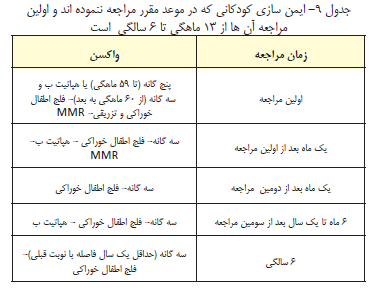 جدول ۹- ایمن سازی کودکانی که در موعد مقرر مراجعه ننموده اند و اولین
مراجعه آن ها از ۱۳ ماهگی تا ۶ سالگی است
زمان مراجعه
واکسن
اولین مراجعه
پنج گانه (تا ۵۹ ماهگی) یا هپاتیت ب و
سه گانه (از ۶۰ ماهگی به بعد)- فلج اطفال
خوراکی و تزریقی- MMR
یک ماه بعد از اولین مراجعه
سه گانه- فلج اطفال خوراکی - هپاتیت ب-
MMR
یک ماه بعد از دومین مراجعه
سه گانه- فلج اطفال خوراکی
۶ ماه تا یک سال بعد از سومین مراجعه
سه گانه- فلج اطفال خوراکی - هپاتیت ب
۶ سالگی
سه گانه (حداقل یک سال فاصله با نوبت قبلی)-
فلج اطفال خوراکی